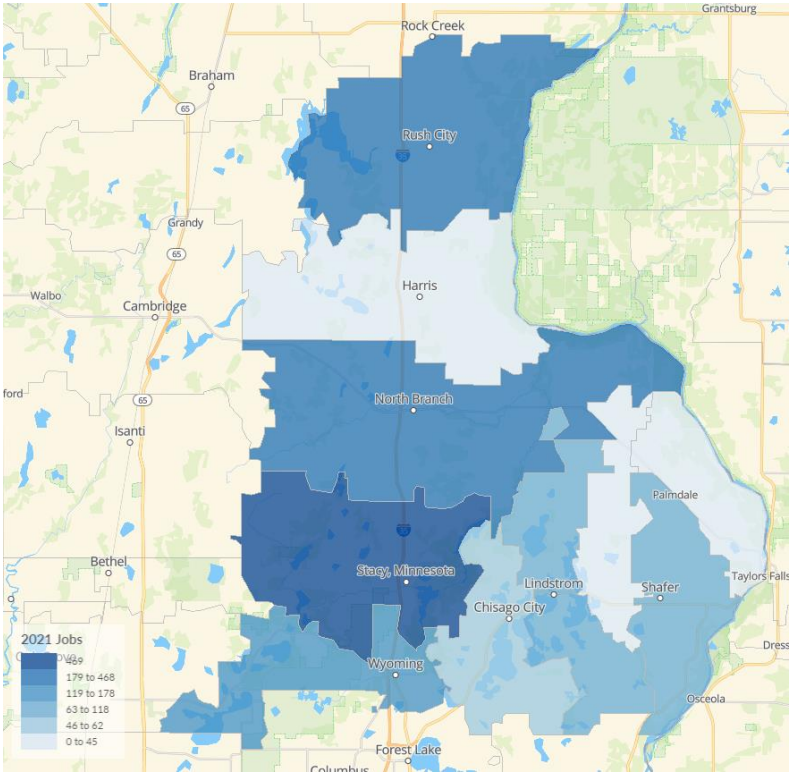 Grantsburg
Rock Creek
Braham
65
Rush City
35
Grandy
65
Harris
Walbo
Cambridge
ford
65
North Branch
Isanti
Palmdale
35
Bethel
Stacy, Minnesota
Taylors Falls
Lindstrom
Shafer
Chisago City
2021 Jobs
469
179 to 468
119 to 178
63 to 118
46 to 62
0 to 45
Wyoming
Dress
Osceola
Forest Lake
Columbus